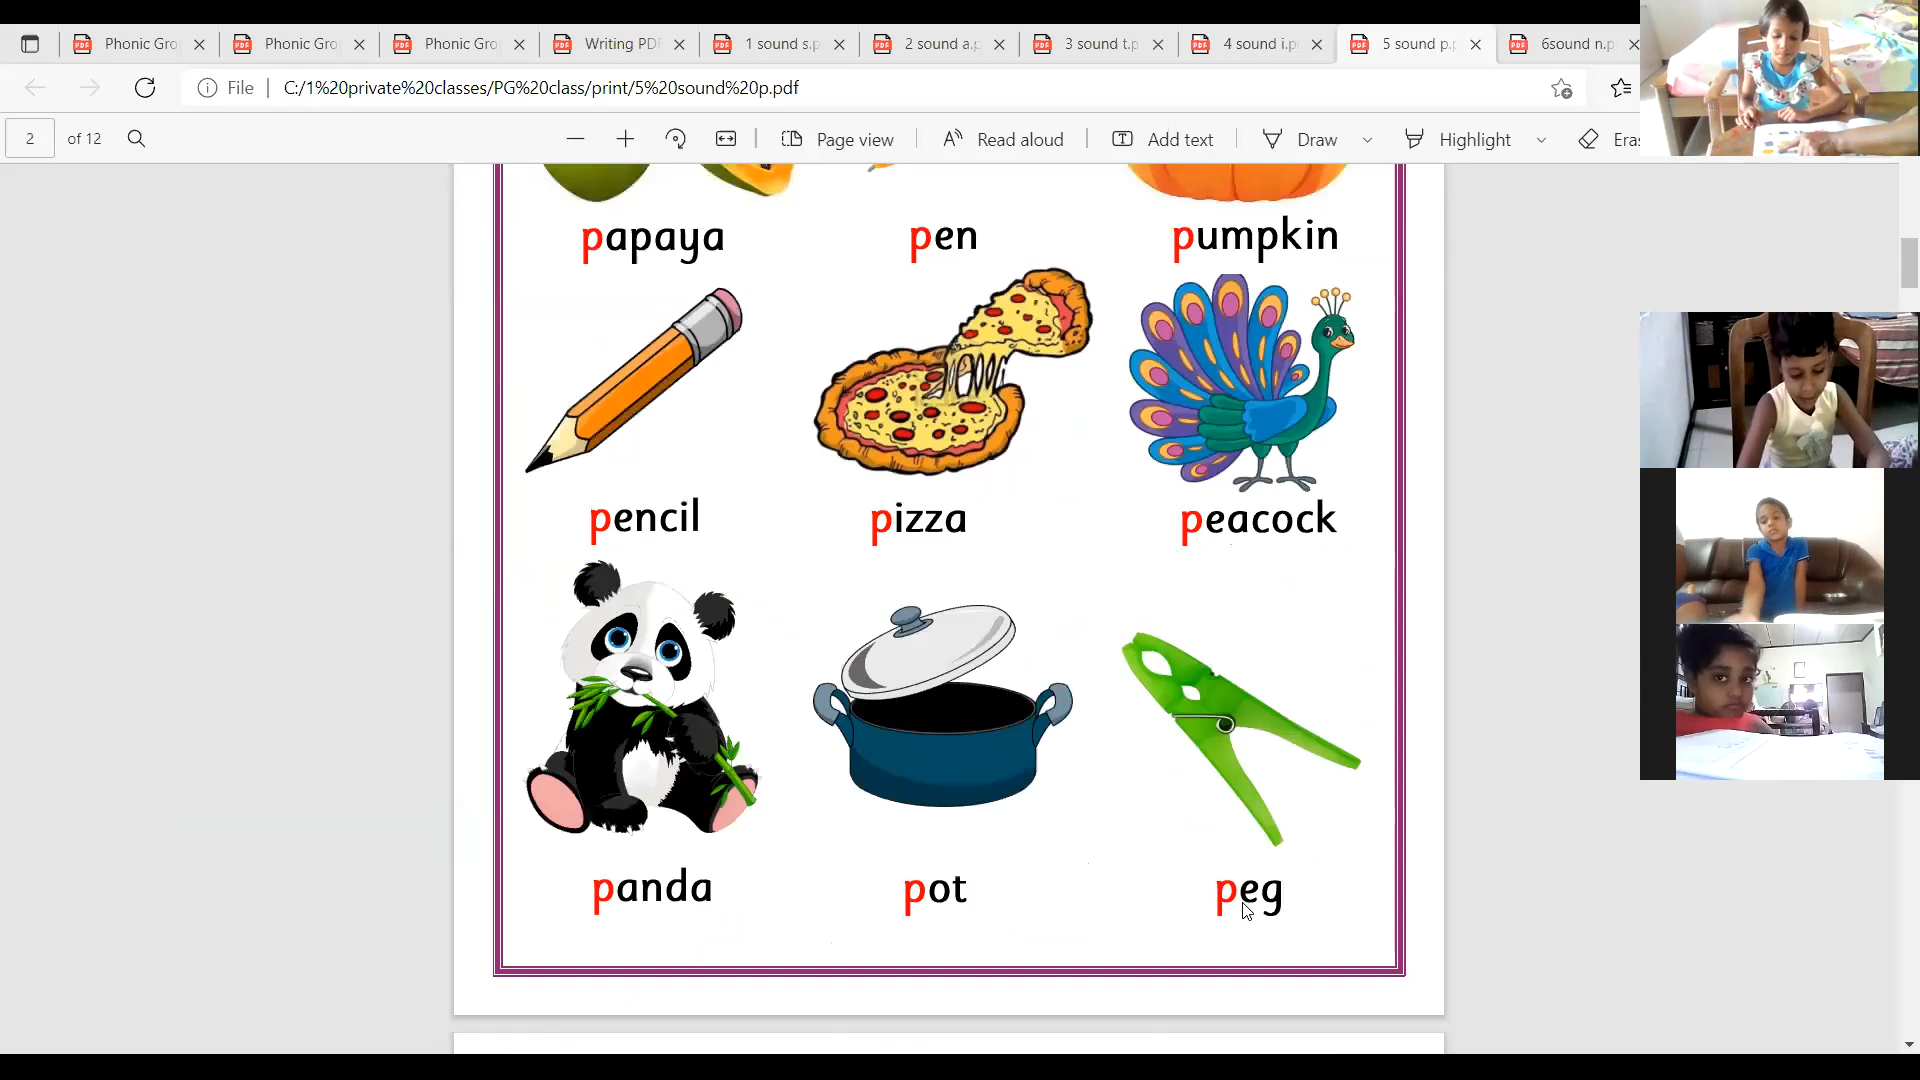 Phonic Gro
Phonic Gro
Phonic Gro
Writing PDF
1 sound s.p
2 sound a.p
3 sound t.p
4 sound i.p
5 sound p.p
6sound n.p
File
C:/1%20private%20classes/PG%20class/print/5%20sound%20p.pdf
2 of 12
Page view
Read aloud
Add text
Draw
Highlight
Eras
papaya pen pumpkin
pencil pizza peacock
panda pot peg